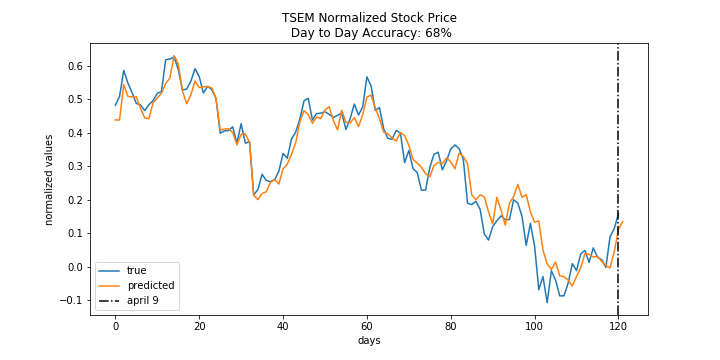 TSEM Normalized Stock Price
Day to Day Accuracy: 68%
normalized values
0.6
0.5
0.4
0.3
0.2
0.1
0.0
−0.1
true
predicted
april 9
0
20
40
60
80
100
120
days